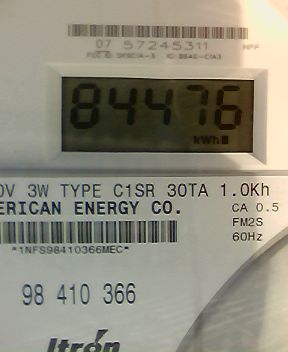 07 57245311
84476
kWh
0V 3W TYPE C1SR 30TA 1.0Kh
ERICAN ENERGY CO.
CA 0.5
FM2S
60Hz
*1NFS98410366MEC*
98 410 366
Itrón